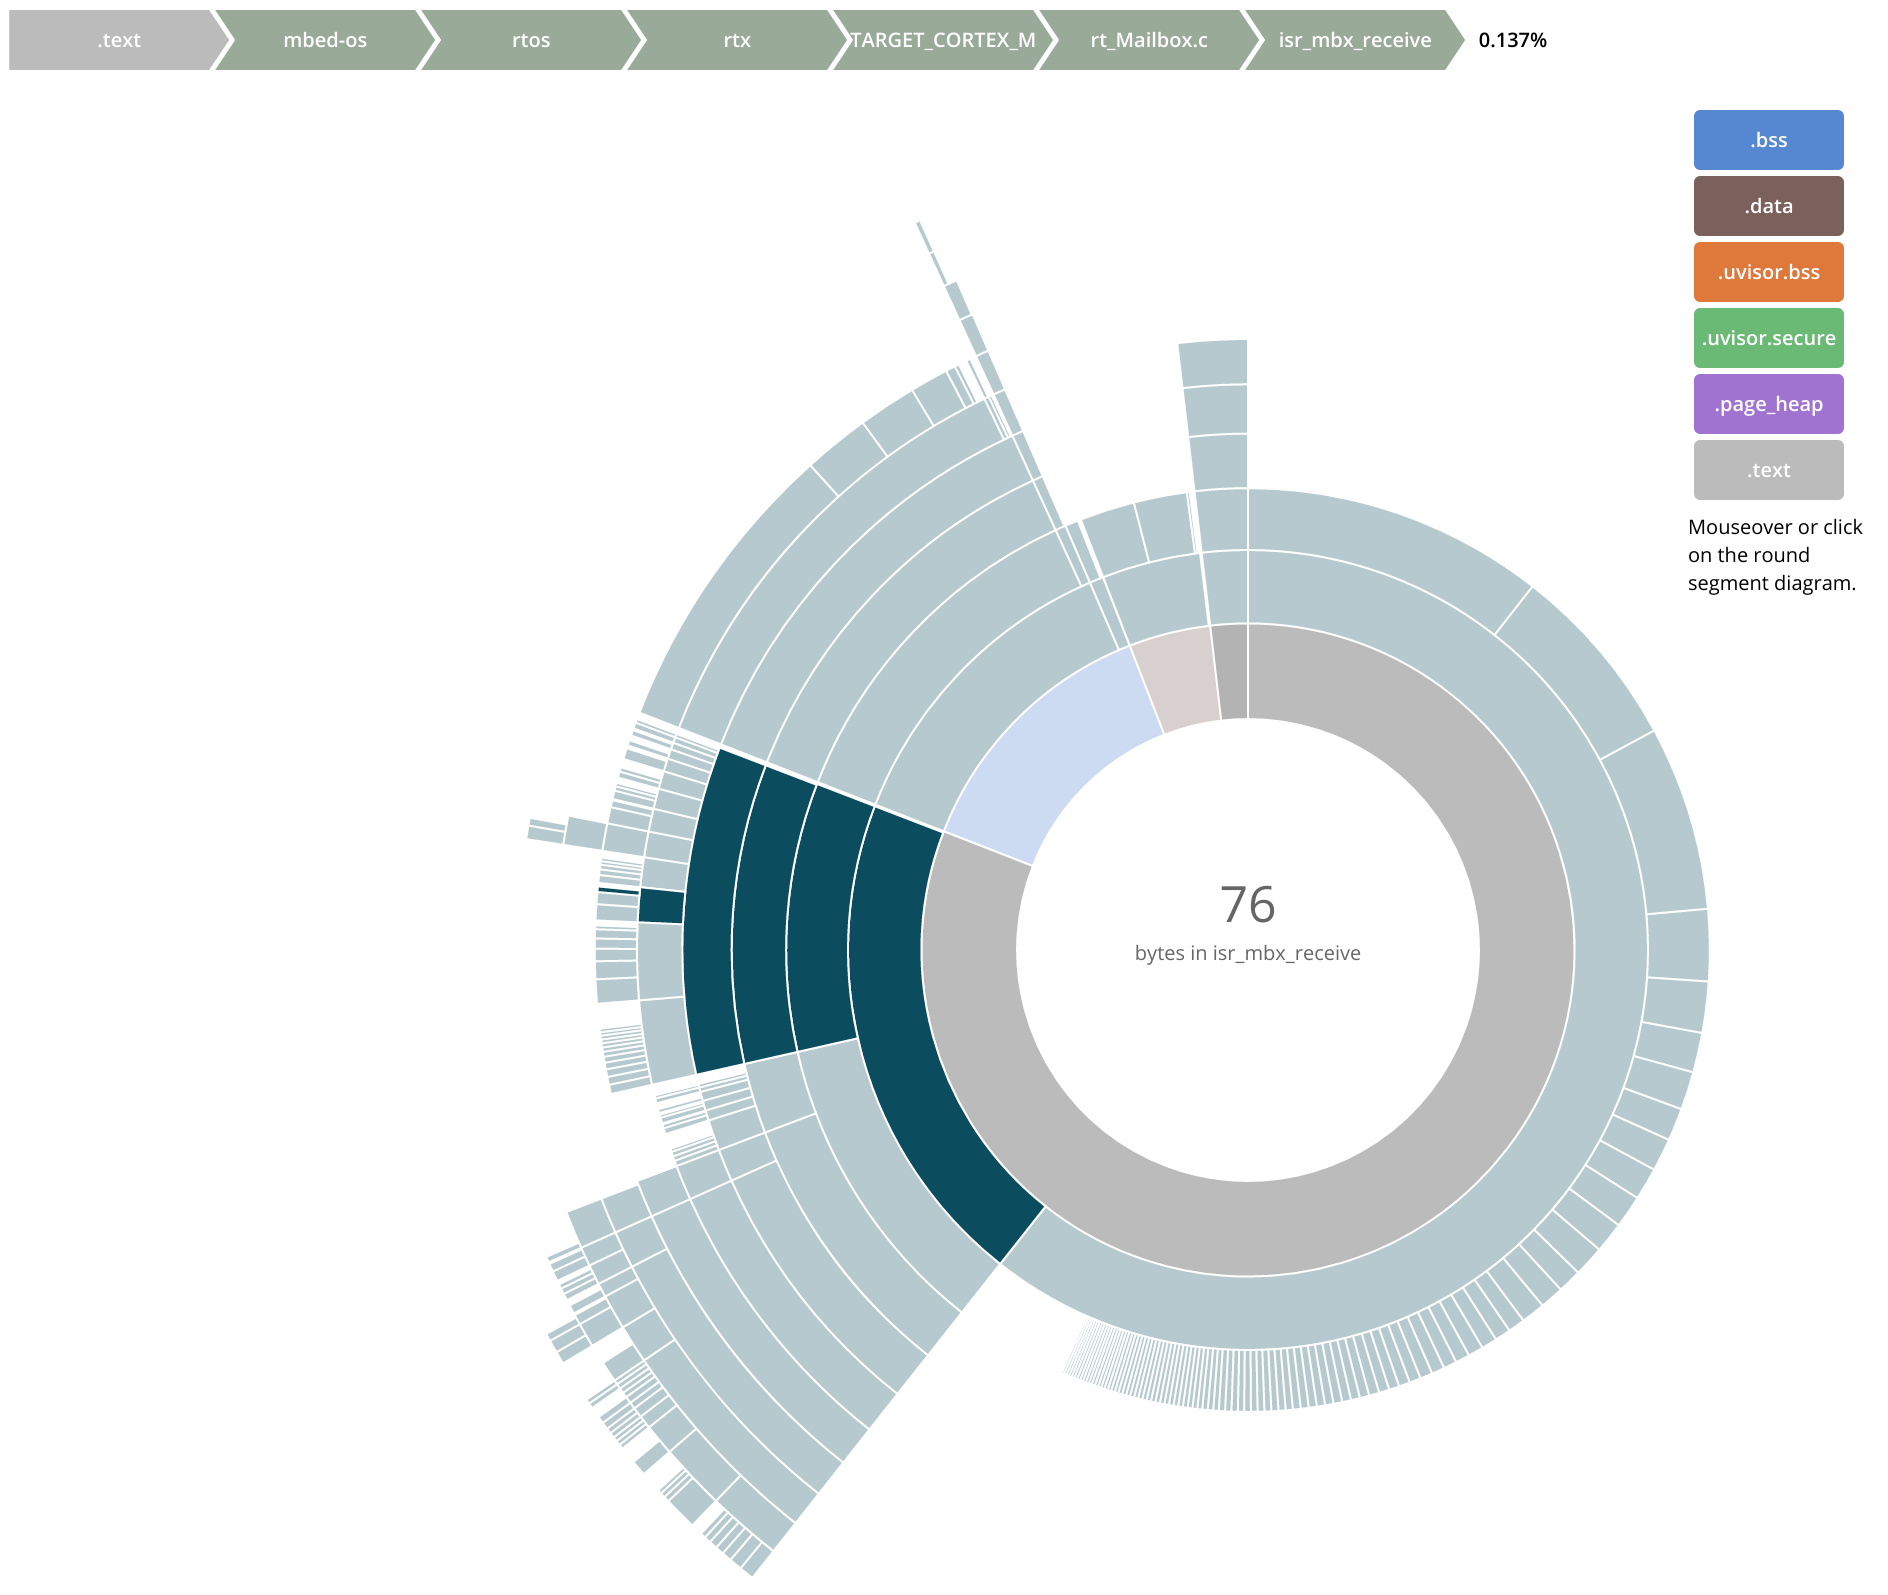 .text mbed-os rtos rtx TARGET_CORTEX_M rt_Mailbox.c isr_mbx_receive 0.137%
.bss
.data
.uvisor.bss
.uvisor.secure
.page_heap
.text
Mouseover or click
on the round
segment diagram.
76
bytes in isr_mbx_receive